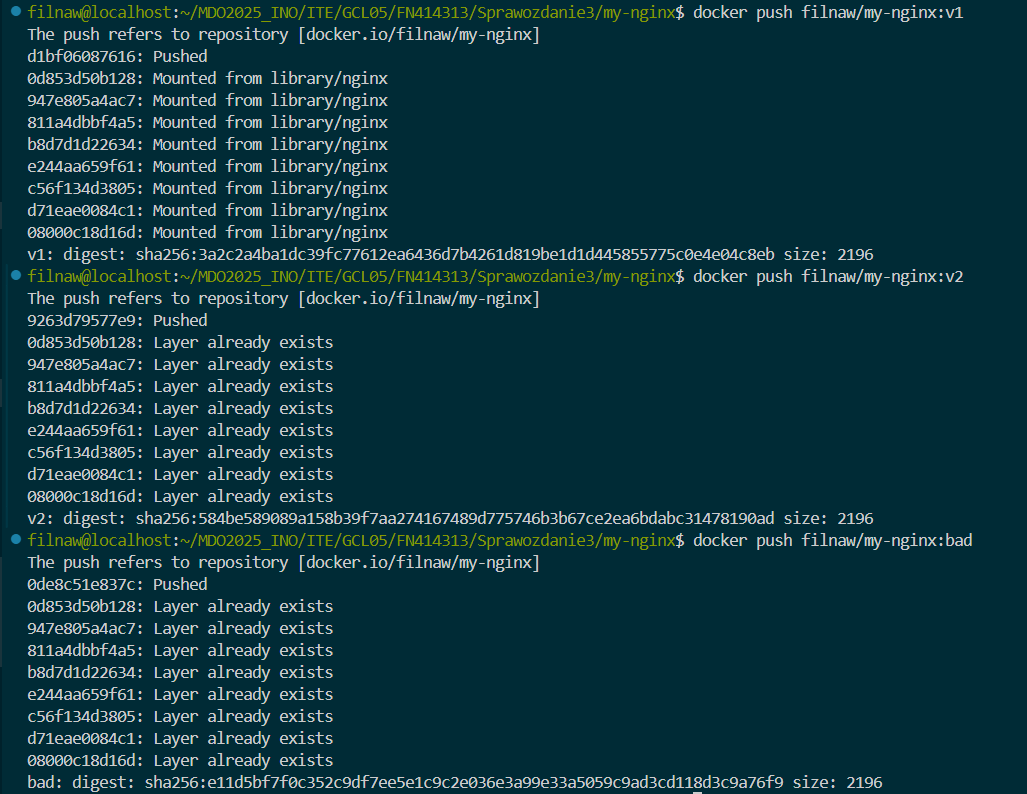 filnaw@localhost:~/MDO2025_INO/ITE/GCL05/FN414313/Sprawozdanie3/my-nginx$ docker push filnaw/my-nginx:v1
The push refers to repository [docker.io/filnaw/my-nginx]
d1bf06087616: Pushed
0d853d50b128: Mounted from library/nginx
947e805a4ac7: Mounted from library/nginx
811a4dbbf4a5: Mounted from library/nginx
b8d7d1d22634: Mounted from library/nginx
e244aa659f61: Mounted from library/nginx
c56f134d3805: Mounted from library/nginx
d71eae0084c1: Mounted from library/nginx
08000c18d16d: Mounted from library/nginx
v1: digest: sha256:3a2c2a4ba1dc39fc77612ea6436d7b4261d819be1d1d445855775c0e4e04c8eb size: 2196
filnaw@localhost:~/MDO2025_INO/ITE/GCL05/FN414313/Sprawozdanie3/my-nginx$ docker push filnaw/my-nginx:v2
The push refers to repository [docker.io/filnaw/my-nginx]
9263d79577e9: Pushed
0d853d50b128: Layer already exists
947e805a4ac7: Layer already exists
811a4dbbf4a5: Layer already exists
b8d7d1d22634: Layer already exists
e244aa659f61: Layer already exists
c56f134d3805: Layer already exists
d71eae0084c1: Layer already exists
08000c18d16d: Layer already exists
v2: digest: sha256:584be589089a158b39f7aa274167489d775746b3b67ce2ea6bdabc31478190ad size: 2196
filnaw@localhost:~/MDO2025_INO/ITE/GCL05/FN414313/Sprawozdanie3/my-nginx$ docker push filnaw/my-nginx:bad
The push refers to repository [docker.io/filnaw/my-nginx]
0de8c51e837c: Pushed
0d853d50b128: Layer already exists
947e805a4ac7: Layer already exists
811a4dbbf4a5: Layer already exists
b8d7d1d22634: Layer already exists
e244aa659f61: Layer already exists
c56f134d3805: Layer already exists
d71eae0084c1: Layer already exists
08000c18d16d: Layer already exists
bad: digest: sha256:e11d5bf7f0c352c9df7ee5e1c9c2e036e3a99e33a5059c9ad3cd118d3c9a76f9 size: 2196